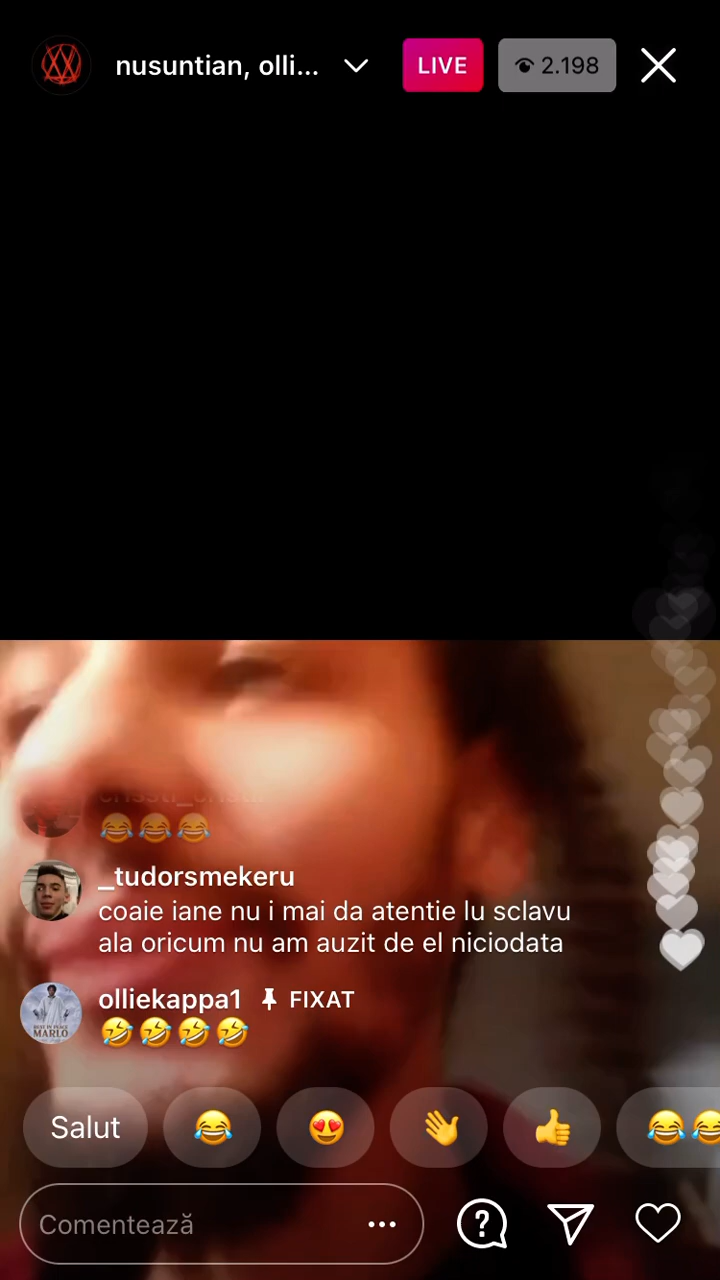 nusuntian, olli...
LIVE
2.198
😂😂😂
_tudorsmekeru
coaie iane nu i mai da atentie lu sclavu
ala oricum nu am auzit de el niciodata
olliekappa1 FIXAT
🤣🤣🤣🤣
MARLO
Salut 😂 😍 👋 👍 😂😂
Comentează